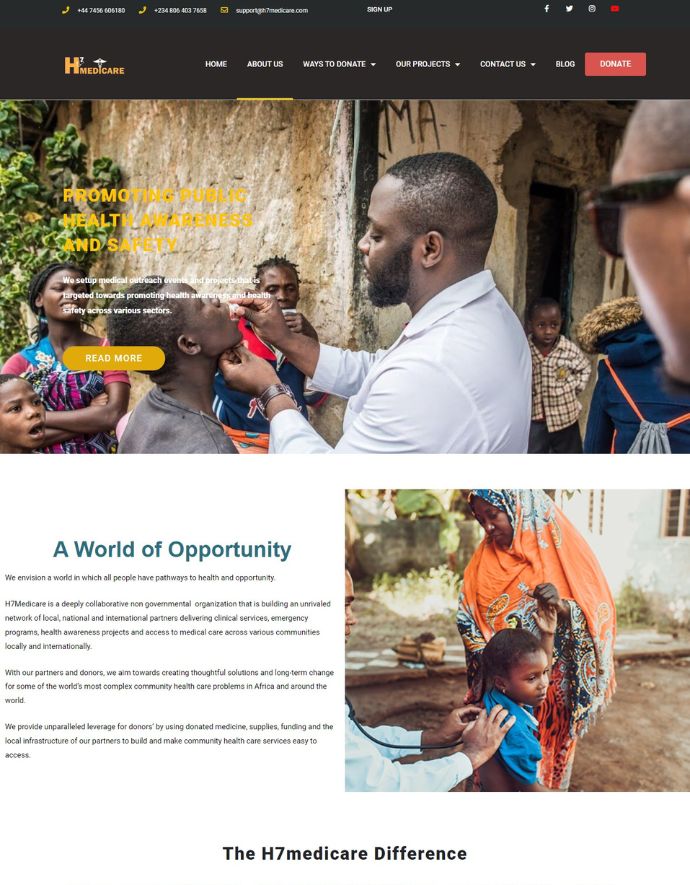 +44 7456 606180
+234 806 403 7658
support@h7medicare.com
SIGN UP
H7 MEDICARE
HOME
ABOUT US
WAYS TO DONATE
OUR PROJECTS
CONTACT US
BLOG
DONATE
MA
PROMOTING PUBLIC
HEALTH AWARENESS
AND SAFETY
We setup medical outreach events and projects that is
targeted towards promoting health awareness and health
safety across various sectors.
READ MORE
A World of Opportunity
We envision a world in which all people have pathways to health and opportunity.
H7Medicare is a deeply collaborative non governmental organization that is building an unrivaled
network of local, national and international partners delivering clinical services, emergency
programs, health awareness projects and access to medical care across various communities
locally and internationally.
With our partners and donors, we aim towards creating thoughtful solutions and long-term change
for some of the world's most complex community health care problems in Africa and around the
world.
We provide unparalleled leverage for donors' by using donated medicine, supplies, funding and the
local infrastructure of our partners to build and make community health care services easy to
access.
The H7medicare Difference